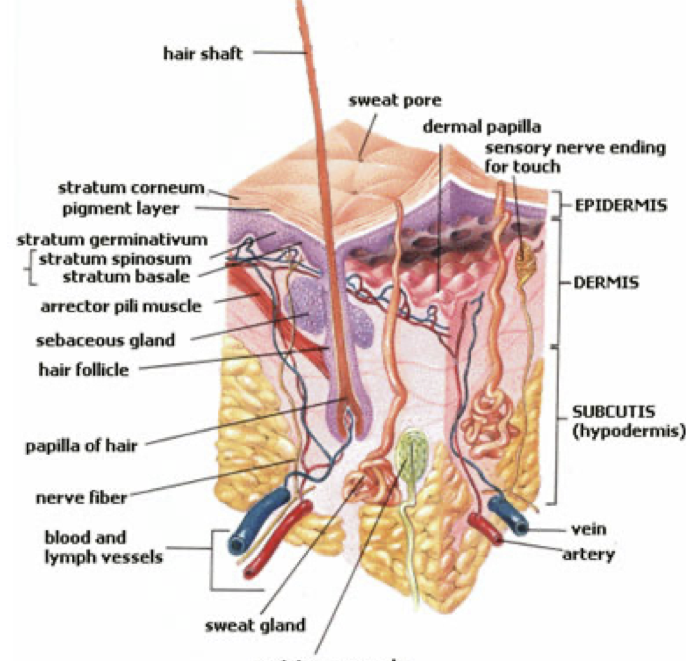 hair shaft
sweat pore
dermal papilla
sensory nerve ending
for touch
stratum corneum
pigment layer
EPIDERMIS
stratum germinativum
stratum spinosum
stratum basale
DERMIS
arrector pili muscle
sebaceous gland
hair follicle
SUBCUTIS
(hypodermis)
papilla of hair
nerve fiber
blood and
lymph vessels
vein
artery
sweat gland